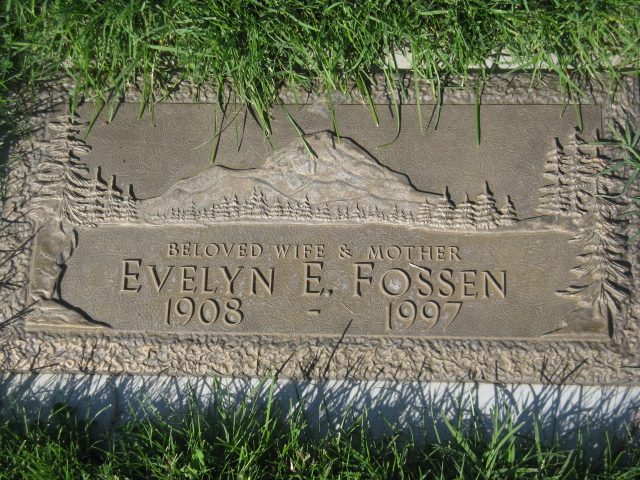 BELOVED WIFE & MOTHER
EVELYN E. FOSSEN
1908 - 1997